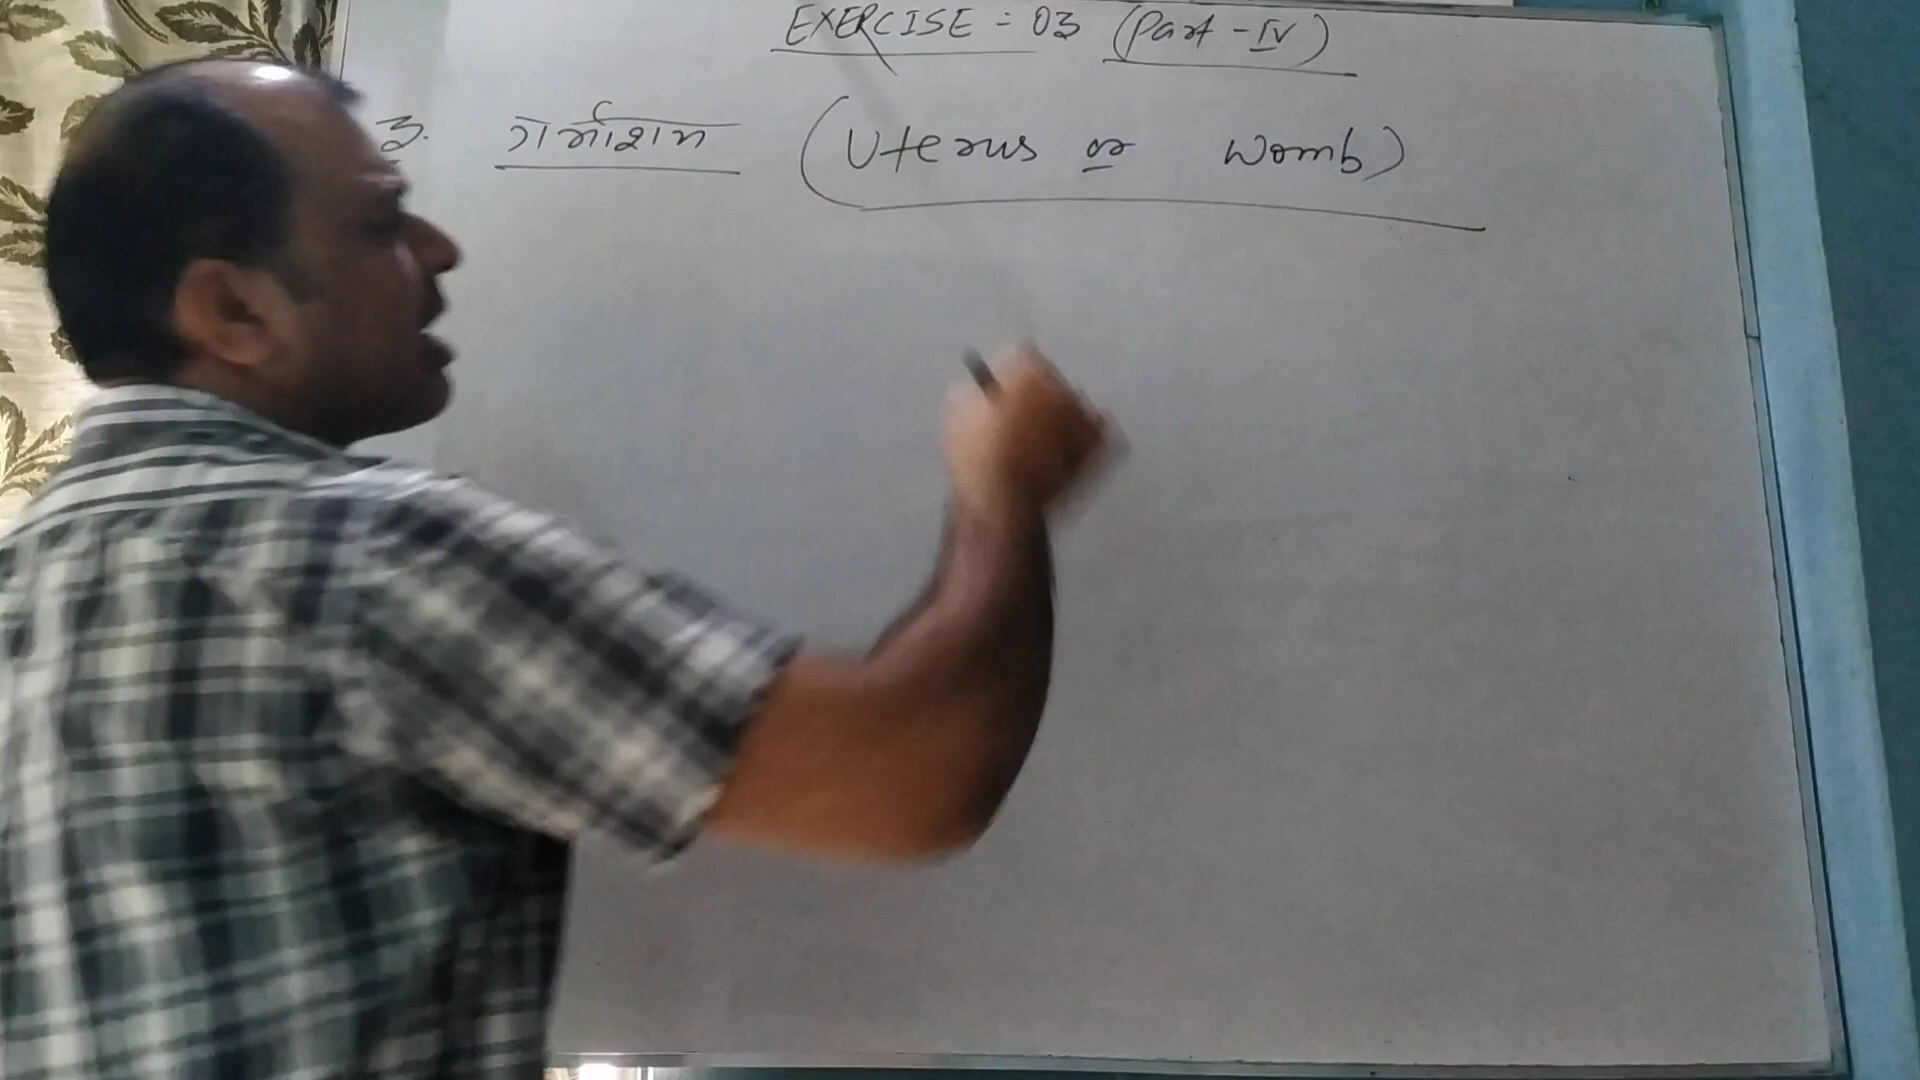 EXERCISE = 03 (Part - IV)
3. गर्भाशय (Uterus or Womb)